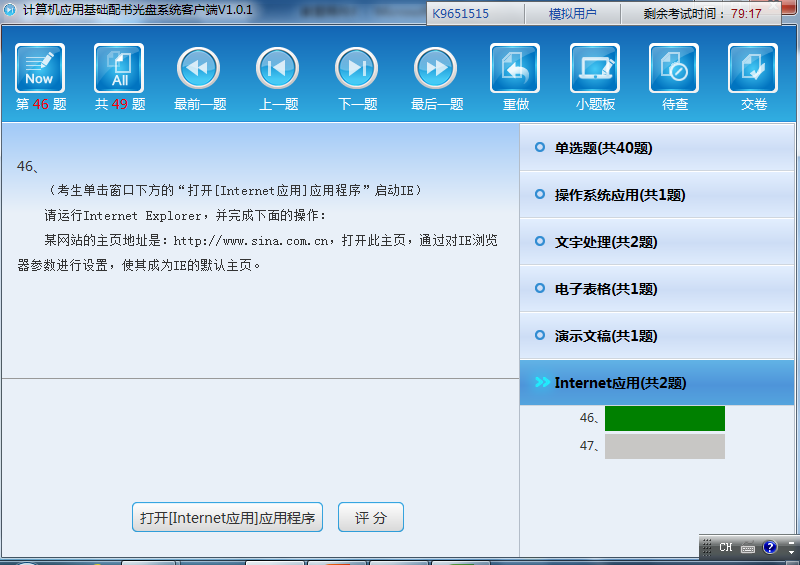 计算机应用基础配书光盘系统客户端V1.0.1
K9651515 模拟用户 剩余考试时间：79:17
Now All
第 46 题 共 49 题 最前一题 上一题 下一题 最后一题 重做 小题板 待查 交卷
46、
（考生单击窗口下方的“打开[Internet应用]应用程序”启动IE）
请运行Internet Explorer，并完成下面的操作：
某网站的主页地址是：http://www.sina.com.cn，打开此主页，通过对IE浏览
器参数进行设置，使其成为IE的默认主页。
单选题(共40题)
操作系统应用(共1题)
文字处理(共2题)
电子表格(共1题)
演示文稿(共1题)
Internet应用(共2题)
46、
47、
打开[Internet应用]应用程序 评 分
CH